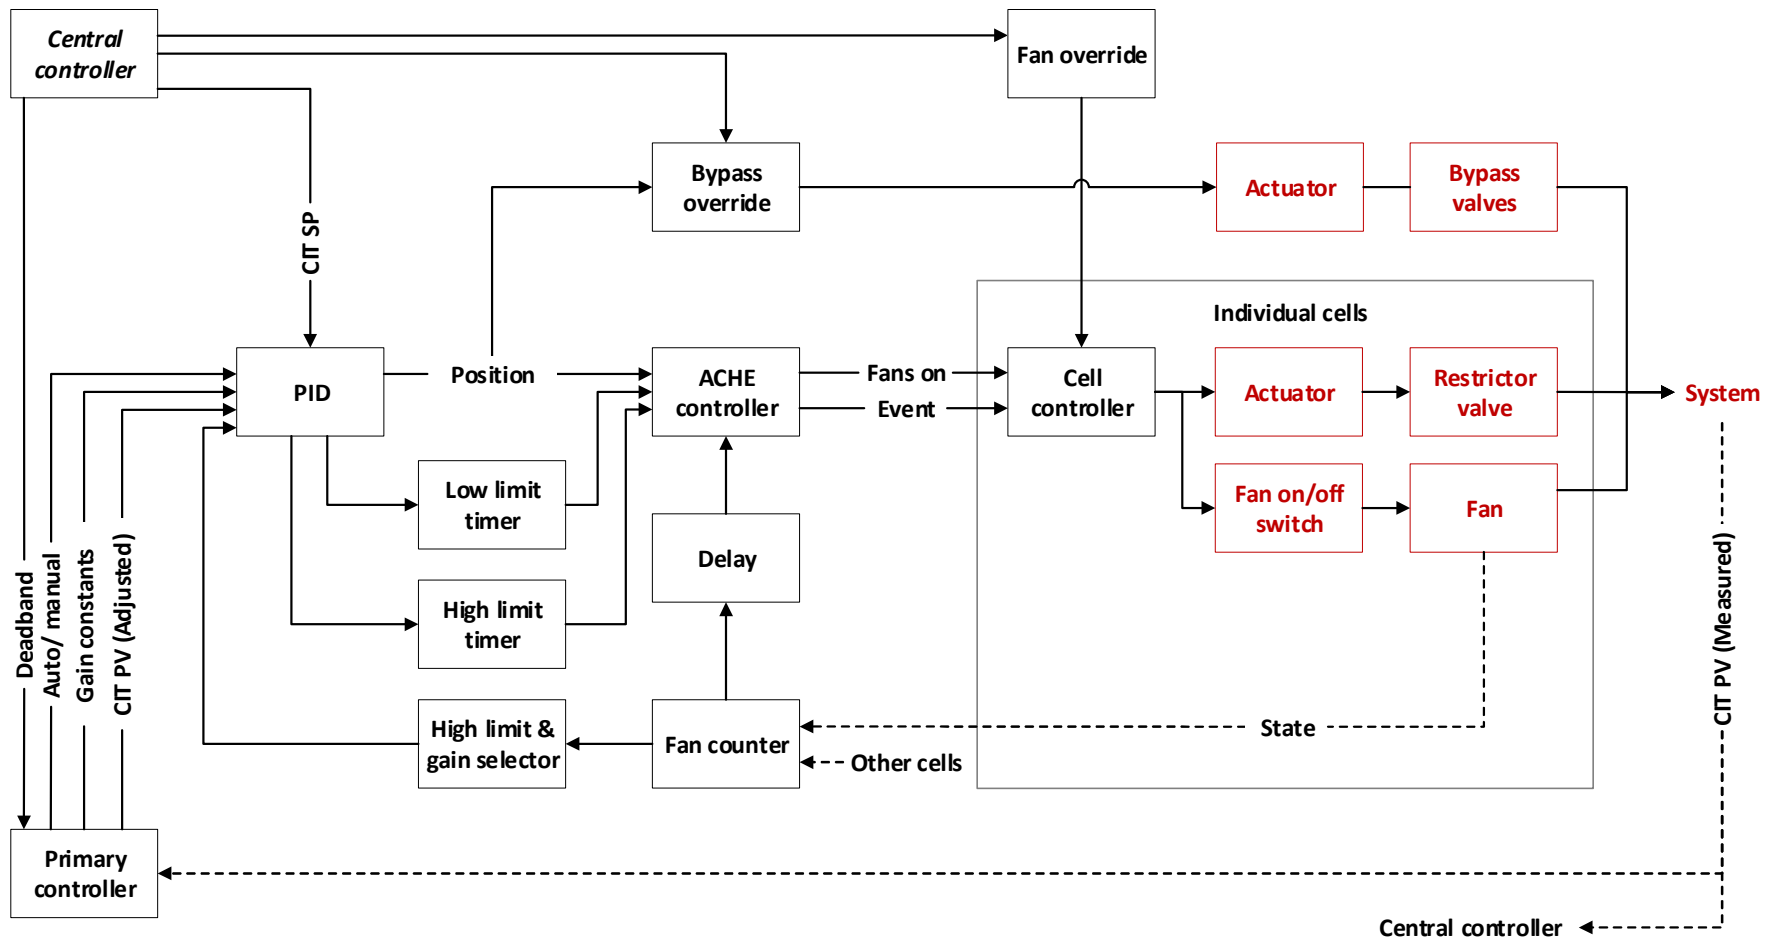 Central
controller
Fan override
Bypass
override
Actuator
Bypass
valves
CIT SP
Individual cells
PID
Position
ACHE
controller
Fans on
Event
Cell
controller
Actuator
Restrictor
valve
System
Low limit
timer
Fan on/off
switch
Fan
Delay
High limit
timer
Deadband
Auto/ manual
Gain constants
CIT PV (Adjusted)
CIT PV (Measured)
High limit &
gain selector
Fan counter
State
Other cells
Primary
controller
Central controller